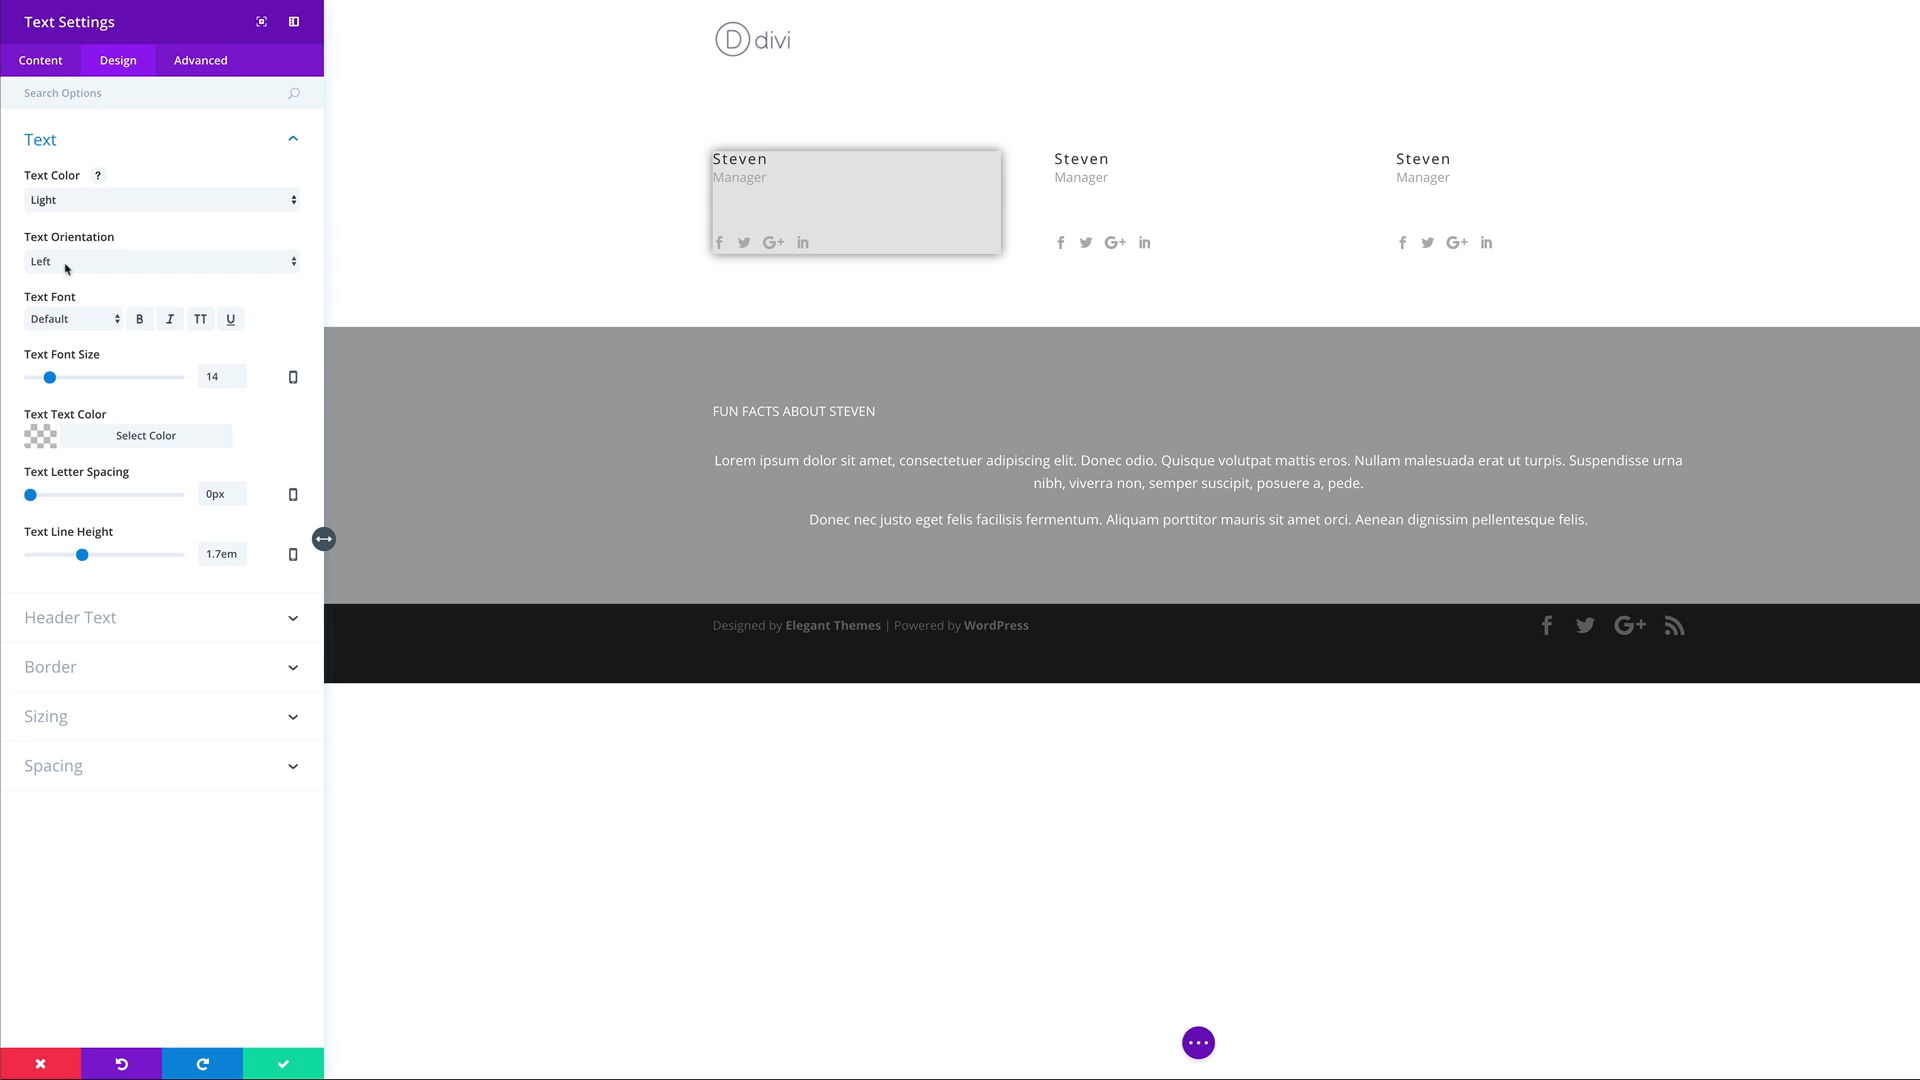 Text Settings
Content
Design
Advanced
Search Options
Text
Text Color ?
Light
Text Orientation
Left
Text Font
Default
B I TT U
Text Font Size
14
Text Text Color
Select Color
Text Letter Spacing
0px
Text Line Height
1.7em
Header Text
Border
Sizing
Spacing
D divi
Steven
Manager
f G+ in
Steven
Manager
f G+ in
Steven
Manager
f G+ in
FUN FACTS ABOUT STEVEN
Lorem ipsum dolor sit amet, consectetuer adipiscing elit. Donec odio. Quisque volutpat mattis eros. Nullam malesuada erat ut turpis. Suspendisse urna
nibh, viverra non, semper suscipit, posuere a, pede.
Donec nec justo eget felis facilisis fermentum. Aliquam porttitor mauris sit amet orci. Aenean dignissim pellentesque felis.
Designed by Elegant Themes | Powered by WordPress
f G+